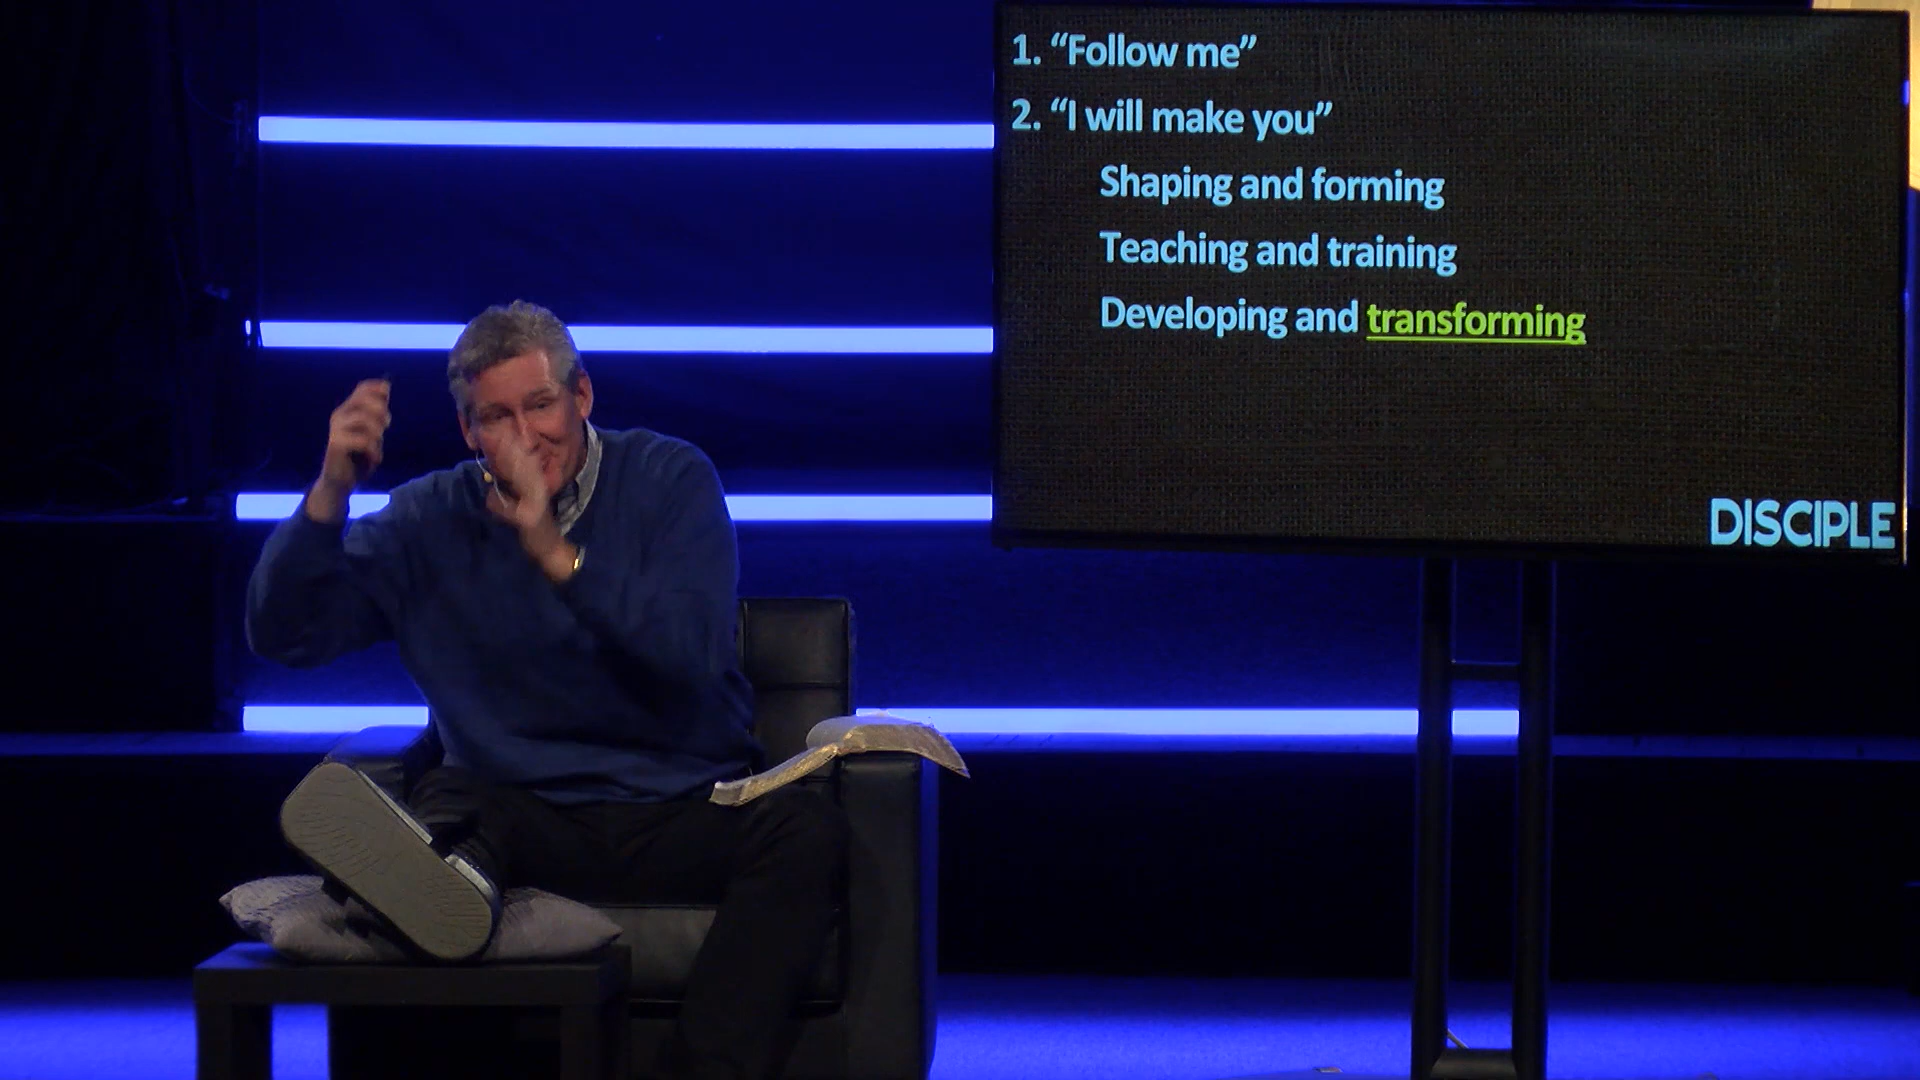 1. “Follow me”
2. “I will make you”
Shaping and forming
Teaching and training
Developing and transforming
DISCIPLE